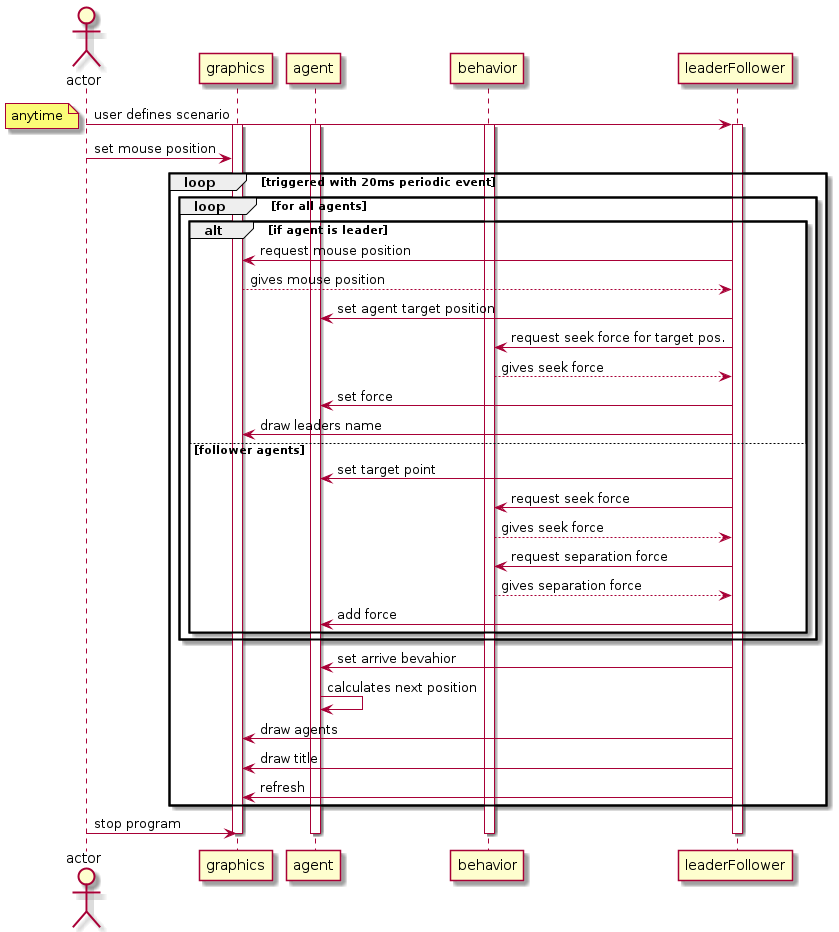 actor
graphics
agent
behavior
leaderFollower
anytime
user defines scenario
set mouse position
loop [triggered with 20ms periodic event]
loop [for all agents]
alt [if agent is leader]
request mouse position
gives mouse position
set agent target position
request seek force for target pos.
gives seek force
set force
draw leaders name
[follower agents]
set target point
request seek force
gives seek force
request separation force
gives separation force
add force
set arrive bevahior
calculates next position
draw agents
draw title
refresh
stop program
actor
graphics
agent
behavior
leaderFollower